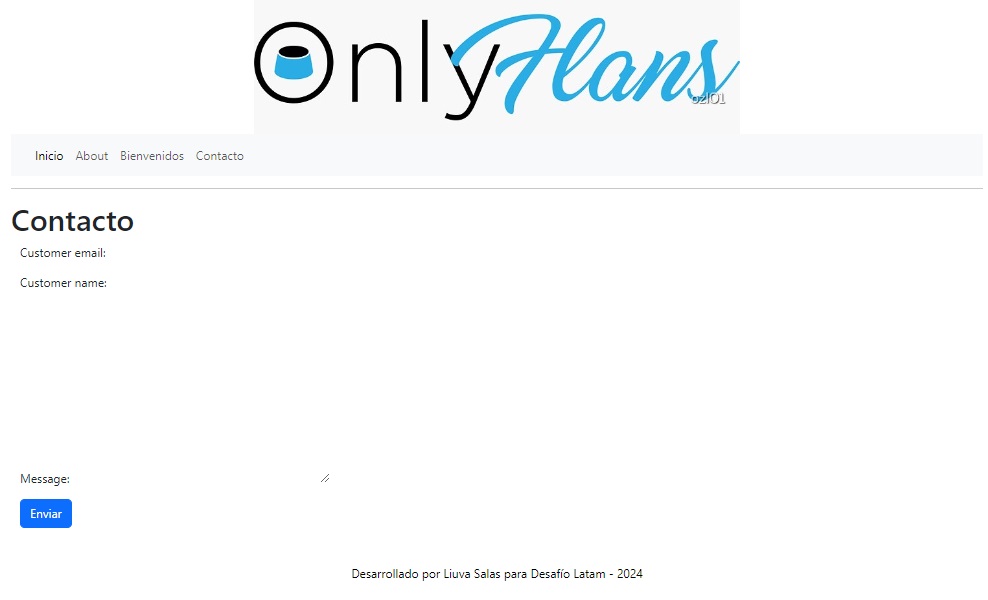 OnlyFlans
ozlO1
Inicio About Bienvenidos Contacto
Contacto
Customer email:
Customer name:
Message:
Enviar
Desarrollado por Liuva Salas para Desafío Latam - 2024